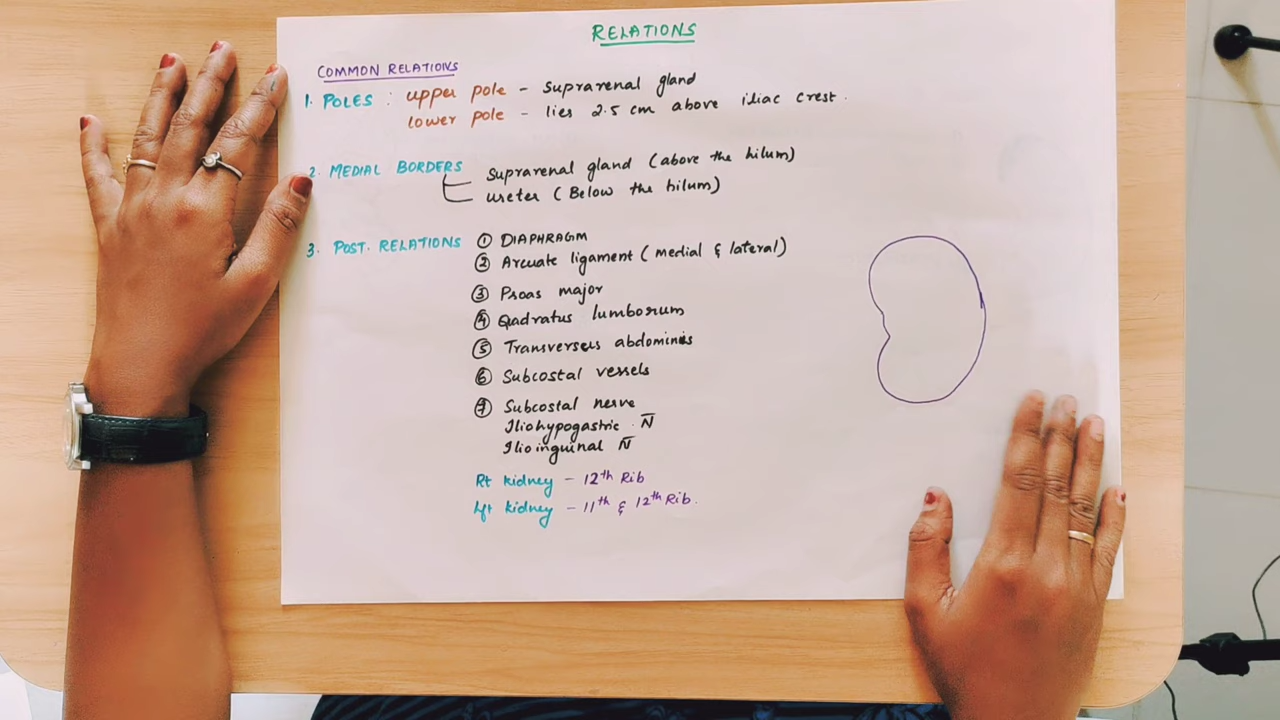 RELATIONS
COMMON RELATIONS
1. POLES : upper pole - suprarenal gland
lower pole - lies 2.5 cm above iliac crest.
2. MEDIAL BORDERS suprarenal gland (above the hilum)
ureter (Below the hilum)
3. POST. RELATIONS ① DIAPHRAGM
② Arcuate ligament (medial & lateral)
③ Psoas major
④ Qadratus lumborum
⑤ Transversus abdominis
⑥ Subcostal vessels
⑦ Subcostal nerve
Iliohypogastric N̄
Ilioinguinal N̄
Rt kidney - 12th Rib
Lft kidney - 11th & 12th Rib.